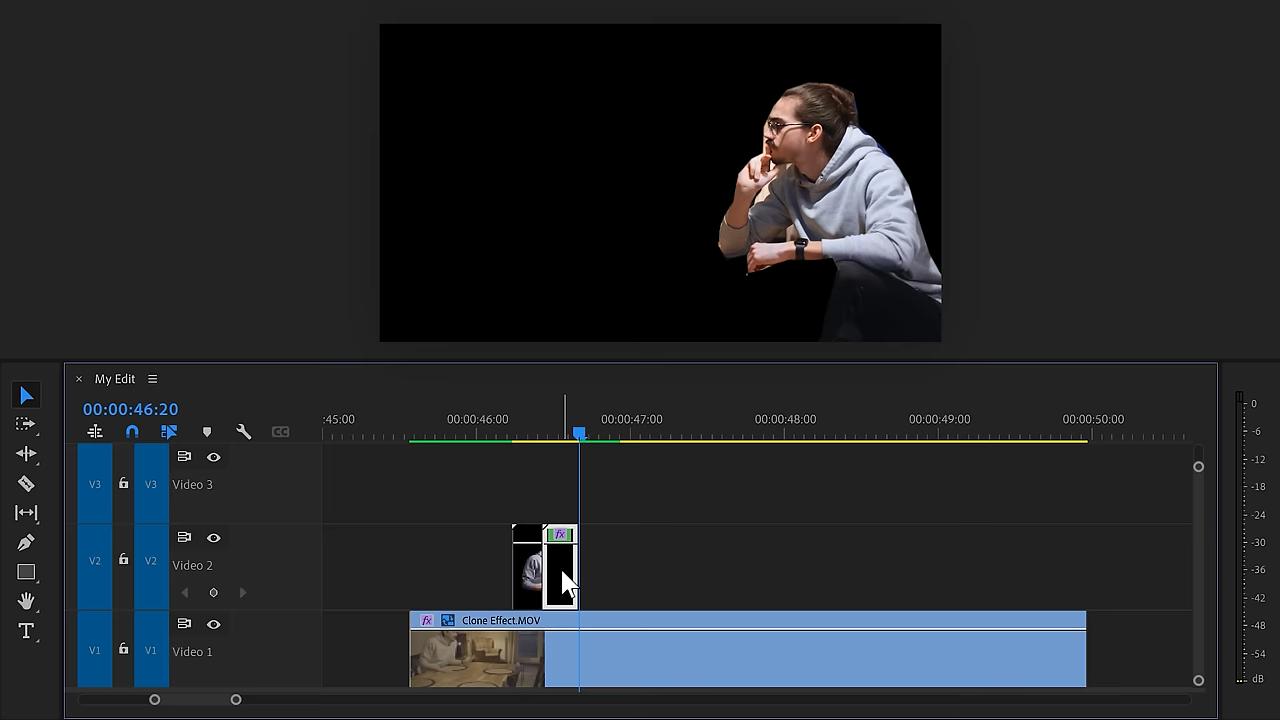 × My Edit ☰
00:00:46:20
:45:00 00:00:46:00 00:00:47:00 00:00:48:00 00:00:49:00 00:00:50:00
CC
V3 V3 Video 3
V2 V2 Video 2
fx
V1 V1 Video 1
fx Clone Effect.MOV
T
0
-6
-12
-18
-24
-30
-36
-42
-48
-54
dB